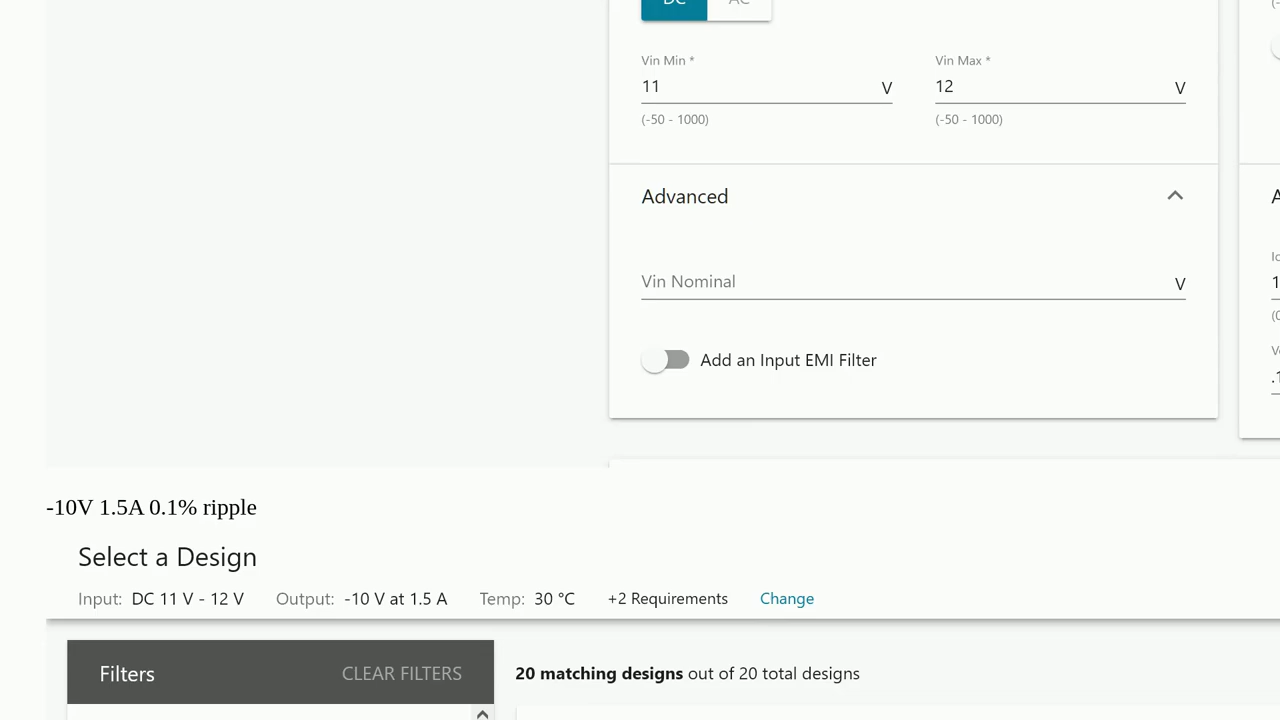 DC AC
Vin Min * Vin Max *
11 V 12 V
(-50 - 1000) (-50 - 1000)
Advanced
Vin Nominal V
Add an Input EMI Filter
-10V 1.5A 0.1% ripple
Select a Design
Input: DC 11 V - 12 V Output: -10 V at 1.5 A Temp: 30 °C +2 Requirements Change
Filters CLEAR FILTERS 20 matching designs out of 20 total designs